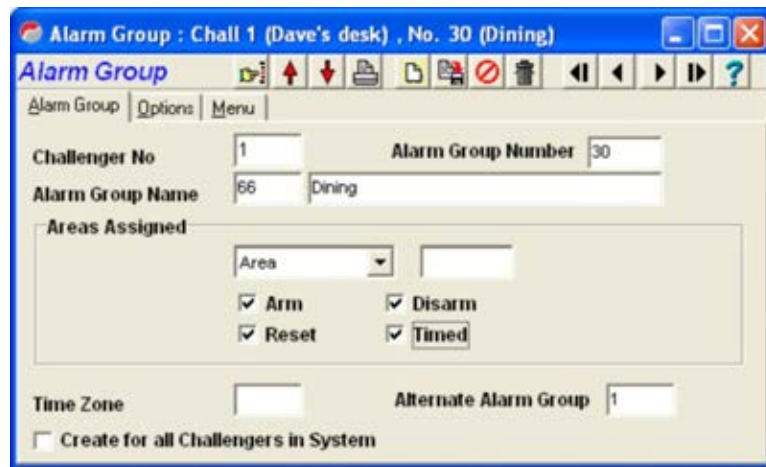 Alarm Group : Chall 1 (Dave's desk) , No. 30 (Dining)
Alarm Group
?
Alarm Group Options Menu
Challenger No 1 Alarm Group Number 30
Alarm Group Name 66 Dining
Areas Assigned
Area
Arm Disarm
Reset Timed
Time Zone Alternate Alarm Group 1
Create for all Challengers in System